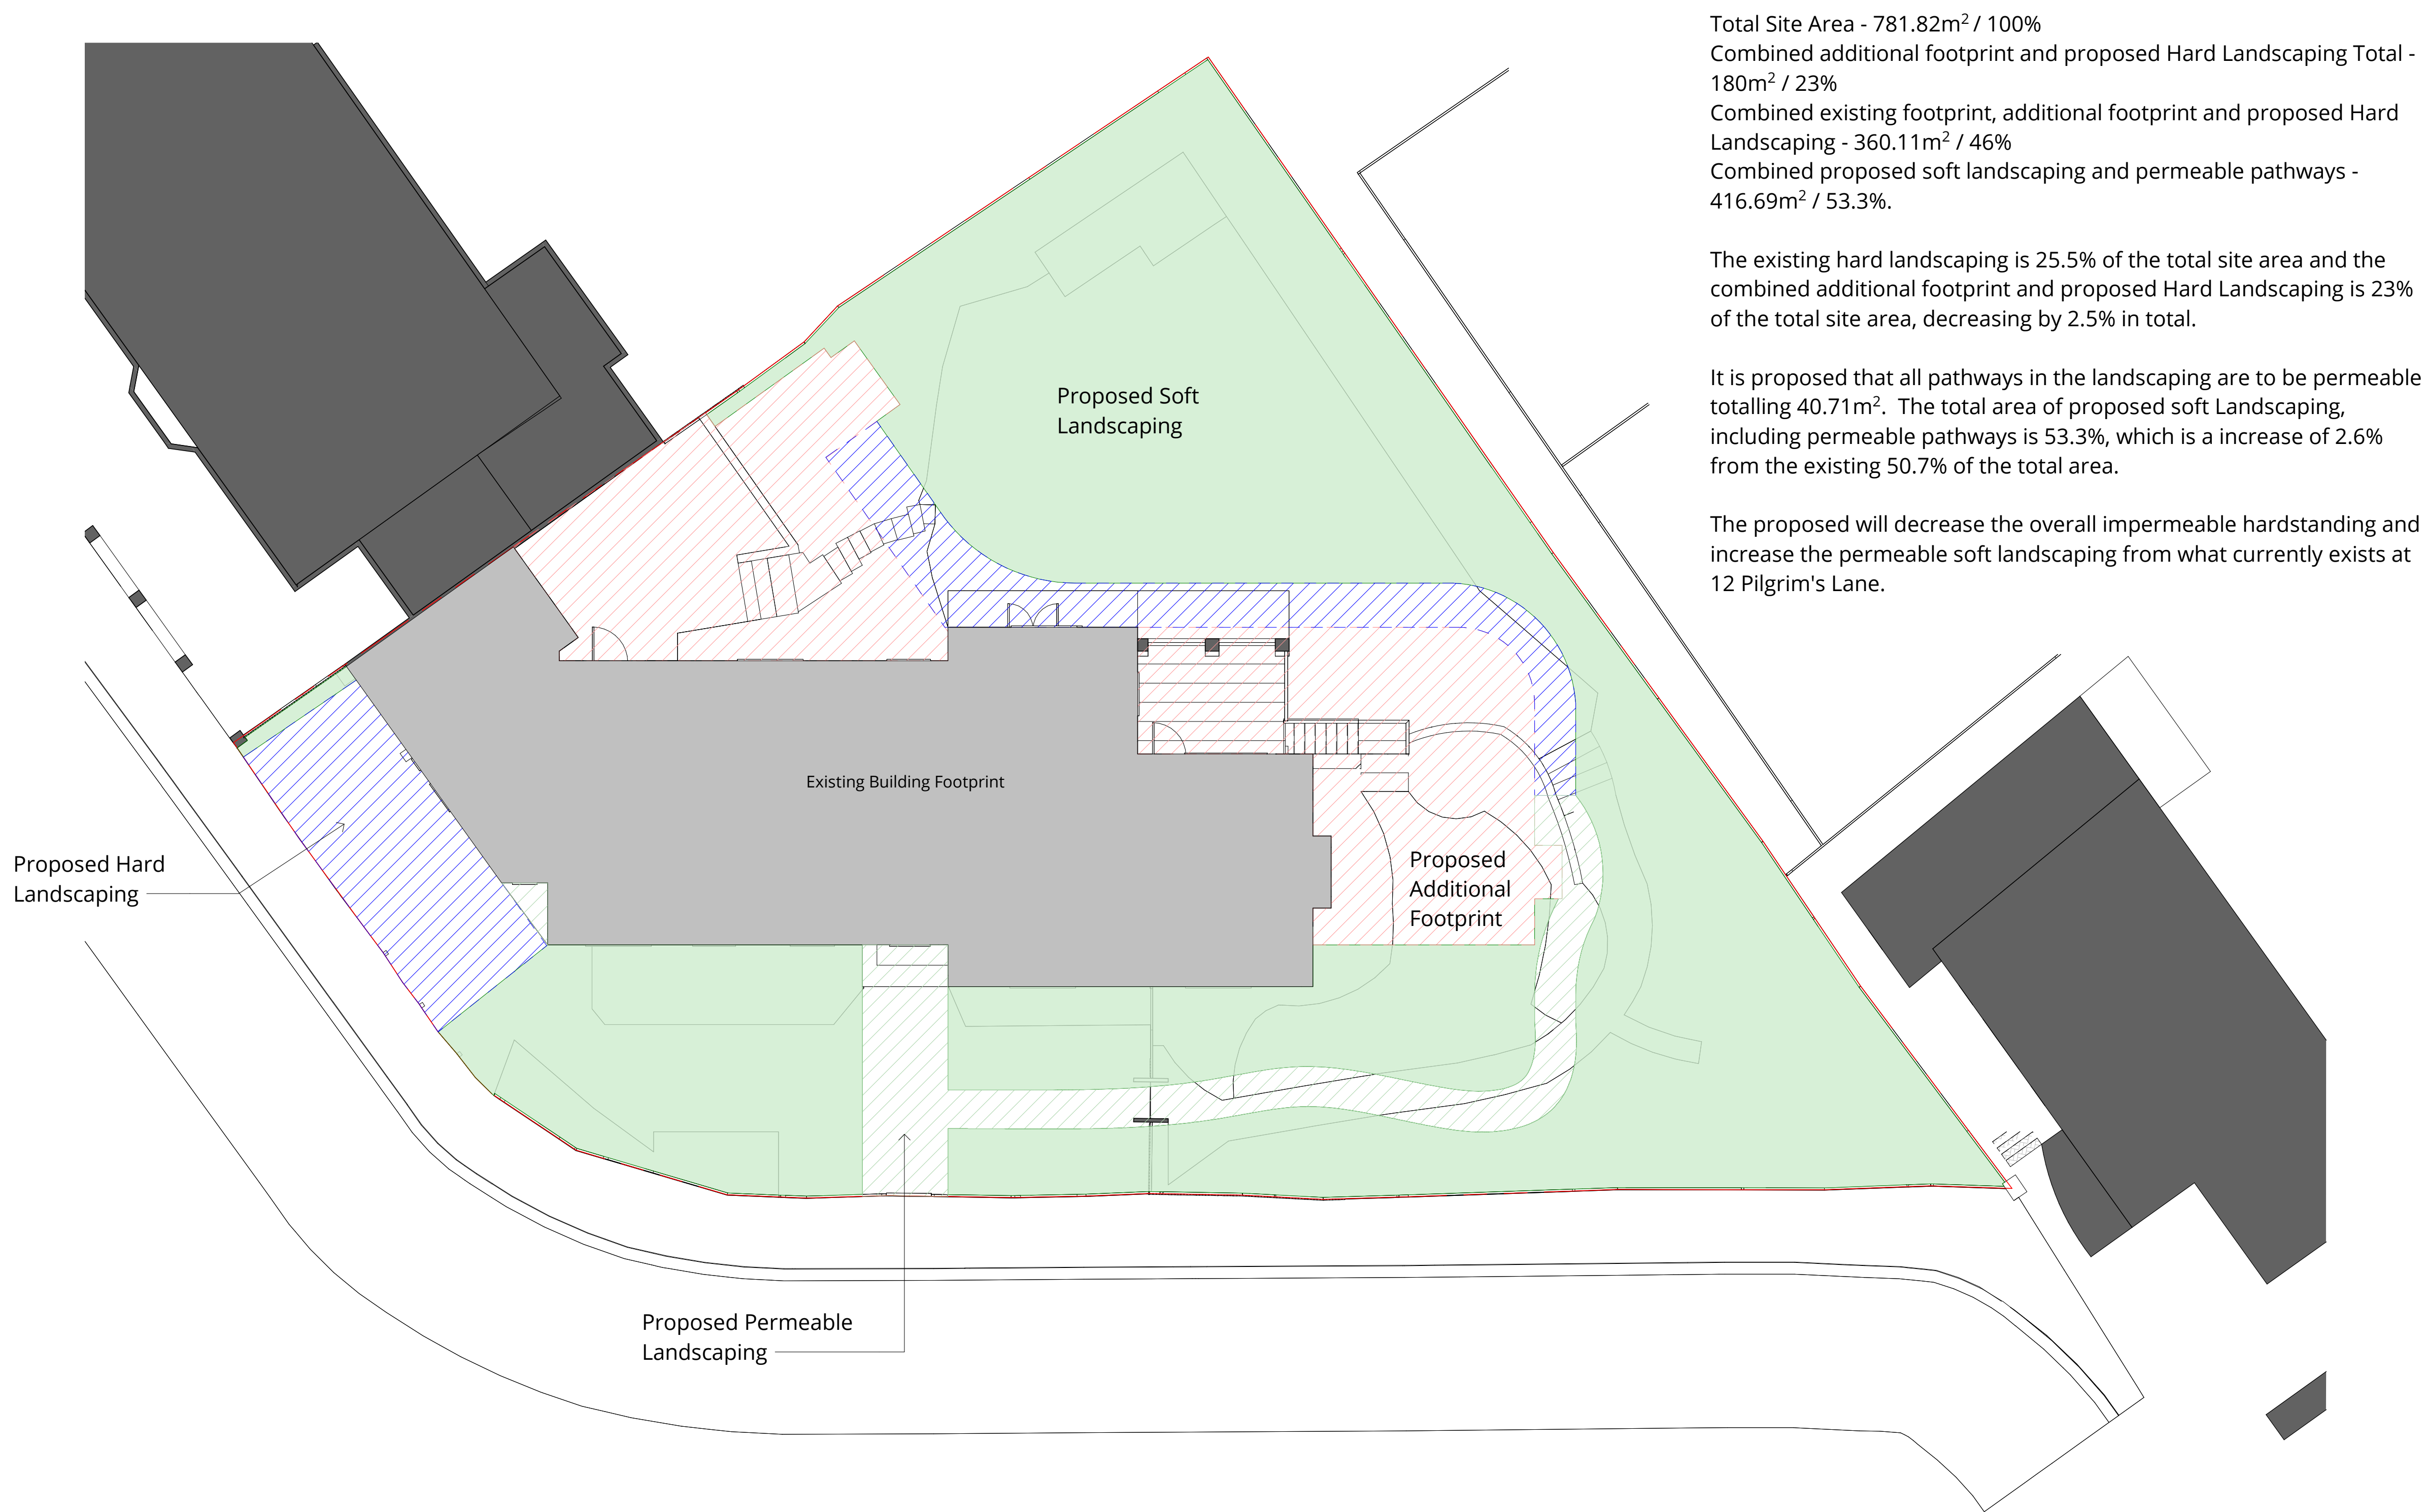 Total Site Area - 781.82m² / 100%
Combined additional footprint and proposed Hard Landscaping Total -
180m² / 23%
Combined existing footprint, additional footprint and proposed Hard
Landscaping - 360.11m² / 46%
Combined proposed soft landscaping and permeable pathways -
416.69m² / 53.3%.
The existing hard landscaping is 25.5% of the total site area and the
combined additional footprint and proposed Hard Landscaping is 23%
of the total site area, decreasing by 2.5% in total.
It is proposed that all pathways in the landscaping are to be permeable
totalling 40.71m².  The total area of proposed soft Landscaping,
including permeable pathways is 53.3%, which is a increase of 2.6%
from the existing 50.7% of the total area.
The proposed will decrease the overall impermeable hardstanding and
increase the permeable soft landscaping from what currently exists at
12 Pilgrim's Lane.
Proposed Soft
Landscaping
Existing Building Footprint
Proposed Hard
Landscaping
Proposed
Additional
Footprint
Proposed Permeable
Landscaping